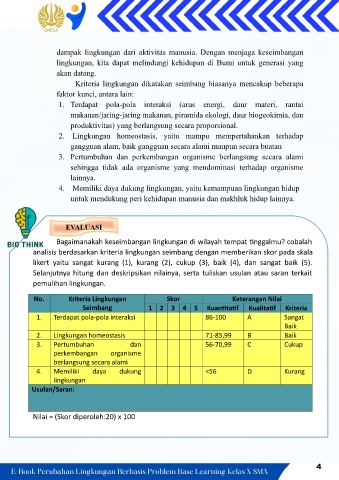 UNESA
dampak lingkungan dari aktivitas manusia. Dengan menjaga keseimbangan
lingkungan, kita dapat melindungi kehidupan di Bumi untuk generasi yang
akan datang.
Kriteria lingkungan dikatakan seimbang biasanya mencakup beberapa
faktor kunci, antara lain:
1. Terdapat pola-pola interaksi (arus energi, daur materi, rantai
makanan/jaring-jaring makanan, piramida ekologi, daur biogeokimia, dan
produktivitas) yang berlangsung secara proporsional.
2. Lingkungan homeostasis, yaitu mampu mempertahankan terhadap
gangguan alam, baik gangguan secara alami maupun secara buatan
3. Pertumbuhan dan perkembangan organisme berlangsung secara alami
sehingga tidak ada organisme yang mendominasi terhadap organisme
lainnya.
4. Memiliki daya dukung lingkungan, yaitu kemampuan lingkungan hidup
untuk mendukung peri kehidupan manusia dan makhluk hidup lainnya.
EVALUASI
BIO THINK
Bagaimanakah keseimbangan lingkungan di wilayah tempat tinggalmu? cobalah
analisis berdasarkan kriteria lingkungan seimbang dengan memberikan skor pada skala
likert yaitu sangat kurang (1), kurang (2), cukup (3), baik (4), dan sangat baik (5).
Selanjutnya hitung dan deskripsikan nilainya, serta tuliskan usulan atau saran terkait
pemulihan lingkungan.
No. Kriteria Lingkungan Seimbang Skor Keterangan Nilai
1 2 3 4 5 Kuantitatif Kualitatif Kriteria
1. Terdapat pola-pola interaksi 86-100 A Sangat Baik
2. Lingkungan homeostasis 71-85,99 B Baik
3. Pertumbuhan dan perkembangan organisme berlangsung secara alami 56-70,99 C Cukup
4. Memiliki daya dukung lingkungan <56 D Kurang
Usulan/Saran:
Nilai = (Skor diperoleh:20) x 100
E-Book Perubahan Lingkungan Berbasis Problem Base Learning Kelas X SMA
4